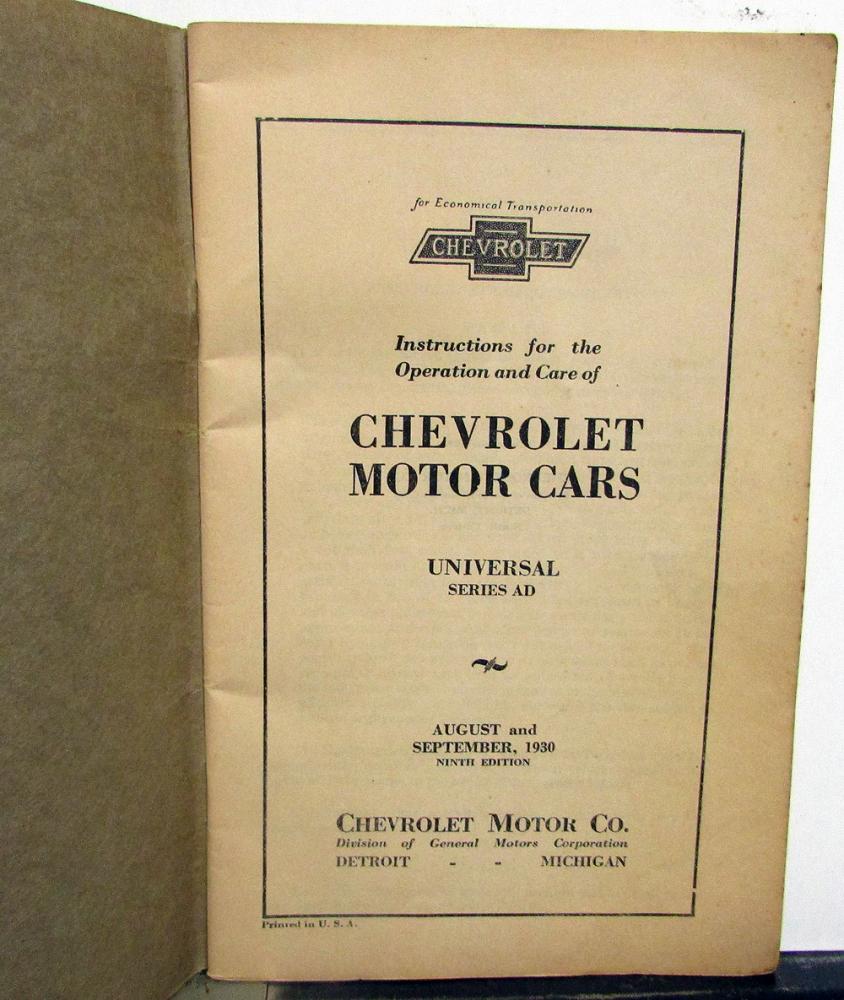 for Economical Transportation
CHEVROLET
Instructions for the
Operation and Care of
CHEVROLET
MOTOR CARS
UNIVERSAL
SERIES AD
AUGUST and
SEPTEMBER, 1930
NINTH EDITION
CHEVROLET MOTOR CO.
Division of General Motors Corporation
DETROIT - - MICHIGAN
Printed in U. S. A.